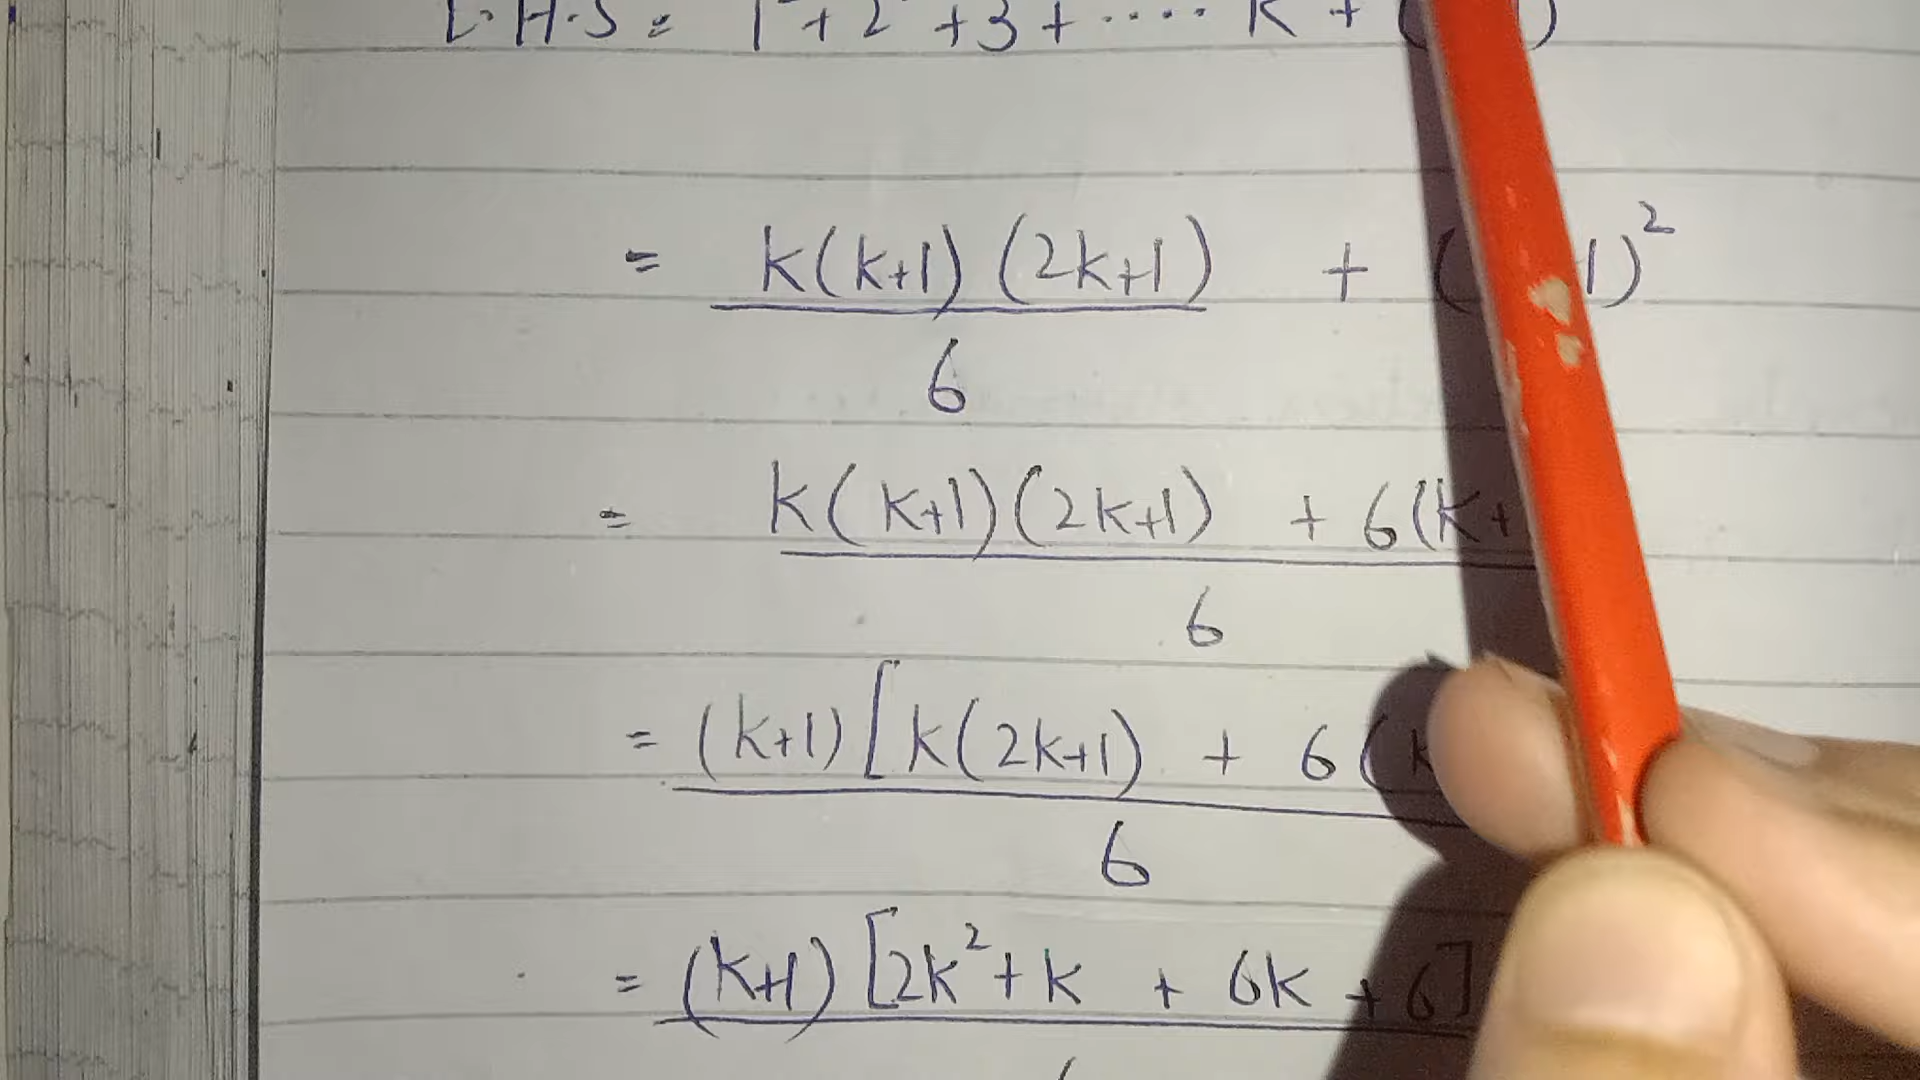 L.H.S = 1 + 2 + 3 + ..... K + ( )
= k(k+1) (2k+1) + ( 1)²
6
= k(k+1)(2k+1) + 6(k+
6
= (k+1)[k(2k+1) + 6(k
6
= (k+1)[2k²+k + 6k +6]